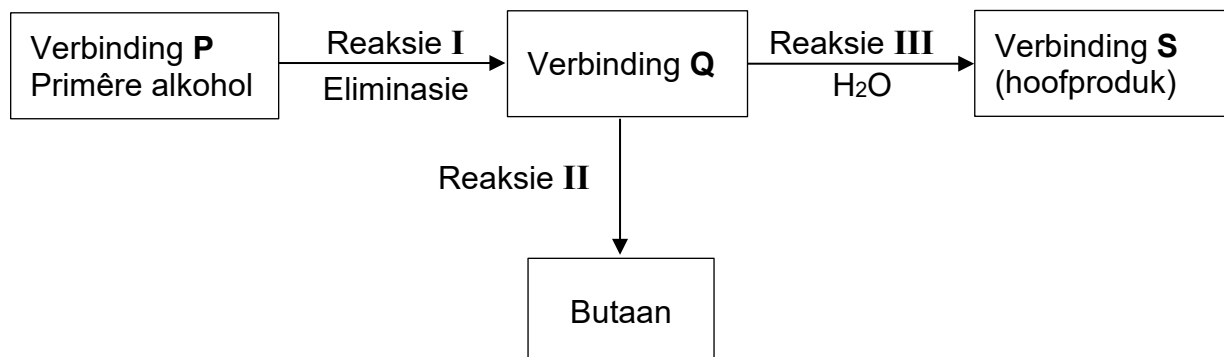 Verbinding P
Primêre alkohol
Reaksie I
Eliminasie
Verbinding Q
Reaksie III
H₂O
Verbinding S
(hoofproduk)
Reaksie II
Butaan